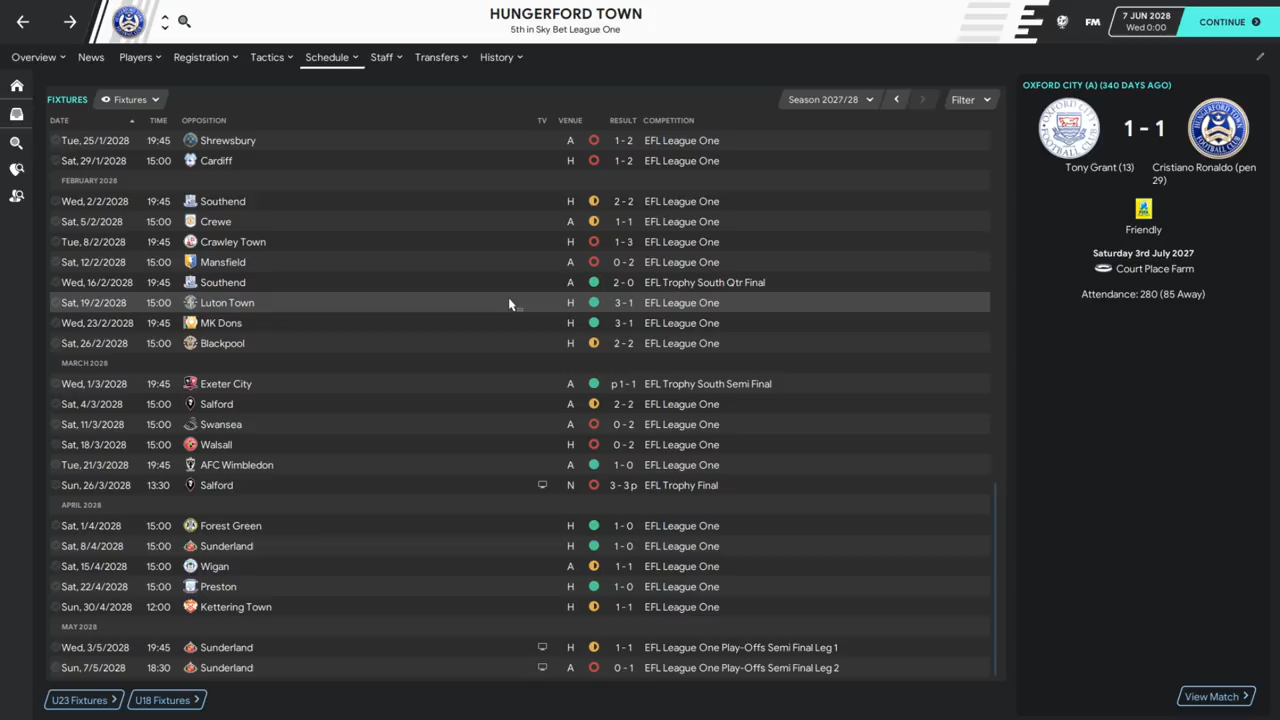 HUNGERFORD TOWN
5th in Sky Bet League One
7 JUN 2028
Wed 0:00
CONTINUE
FM
Overview News Players Registration Tactics Schedule Staff Transfers History
FIXTURES Fixtures Season 2027/28 Filter
DATE TIME OPPOSITION TV VENUE RESULT COMPETITION
Tue, 25/1/2028 19:45 Shrewsbury A 1 - 2 EFL League One
Sat, 29/1/2028 15:00 Cardiff H 1 - 2 EFL League One
FEBRUARY 2028
Wed, 2/2/2028 19:45 Southend H 2 - 2 EFL League One
Sat, 5/2/2028 15:00 Crewe A 1 - 1 EFL League One
Tue, 8/2/2028 19:45 Crawley Town H 1 - 3 EFL League One
Sat, 12/2/2028 15:00 Mansfield A 0 - 2 EFL League One
Wed, 16/2/2028 19:45 Southend A 2 - 0 EFL Trophy South Qtr Final
Sat, 19/2/2028 15:00 Luton Town H 3 - 1 EFL League One
Wed, 23/2/2028 19:45 MK Dons H 3 - 1 EFL League One
Sat, 26/2/2028 15:00 Blackpool H 2 - 2 EFL League One
MARCH 2028
Wed, 1/3/2028 19:45 Exeter City A p 1 - 1 EFL Trophy South Semi Final
Sat, 4/3/2028 15:00 Salford A 2 - 2 EFL League One
Sat, 11/3/2028 15:00 Swansea A 0 - 2 EFL League One
Sat, 18/3/2028 15:00 Walsall H 0 - 2 EFL League One
Tue, 21/3/2028 19:45 AFC Wimbledon A 1 - 0 EFL League One
Sun, 26/3/2028 13:30 Salford N 3 - 3 p EFL Trophy Final
APRIL 2028
Sat, 1/4/2028 15:00 Forest Green H 1 - 0 EFL League One
Sat, 8/4/2028 15:00 Sunderland H 1 - 0 EFL League One
Sat, 15/4/2028 15:00 Wigan A 1 - 1 EFL League One
Sat, 22/4/2028 15:00 Preston H 1 - 0 EFL League One
Sun, 30/4/2028 12:00 Kettering Town H 1 - 1 EFL League One
MAY 2028
Wed, 3/5/2028 19:45 Sunderland H 1 - 1 EFL League One Play-Offs Semi Final Leg 1
Sun, 7/5/2028 18:30 Sunderland A 0 - 1 EFL League One Play-Offs Semi Final Leg 2
U23 Fixtures U18 Fixtures
OXFORD CITY (A) (340 DAYS AGO)
1 - 1
Tony Grant (13) Cristiano Ronaldo (pen
29)
Friendly
Saturday 3rd July 2027
Court Place Farm
Attendance: 280 (85 Away)
View Match